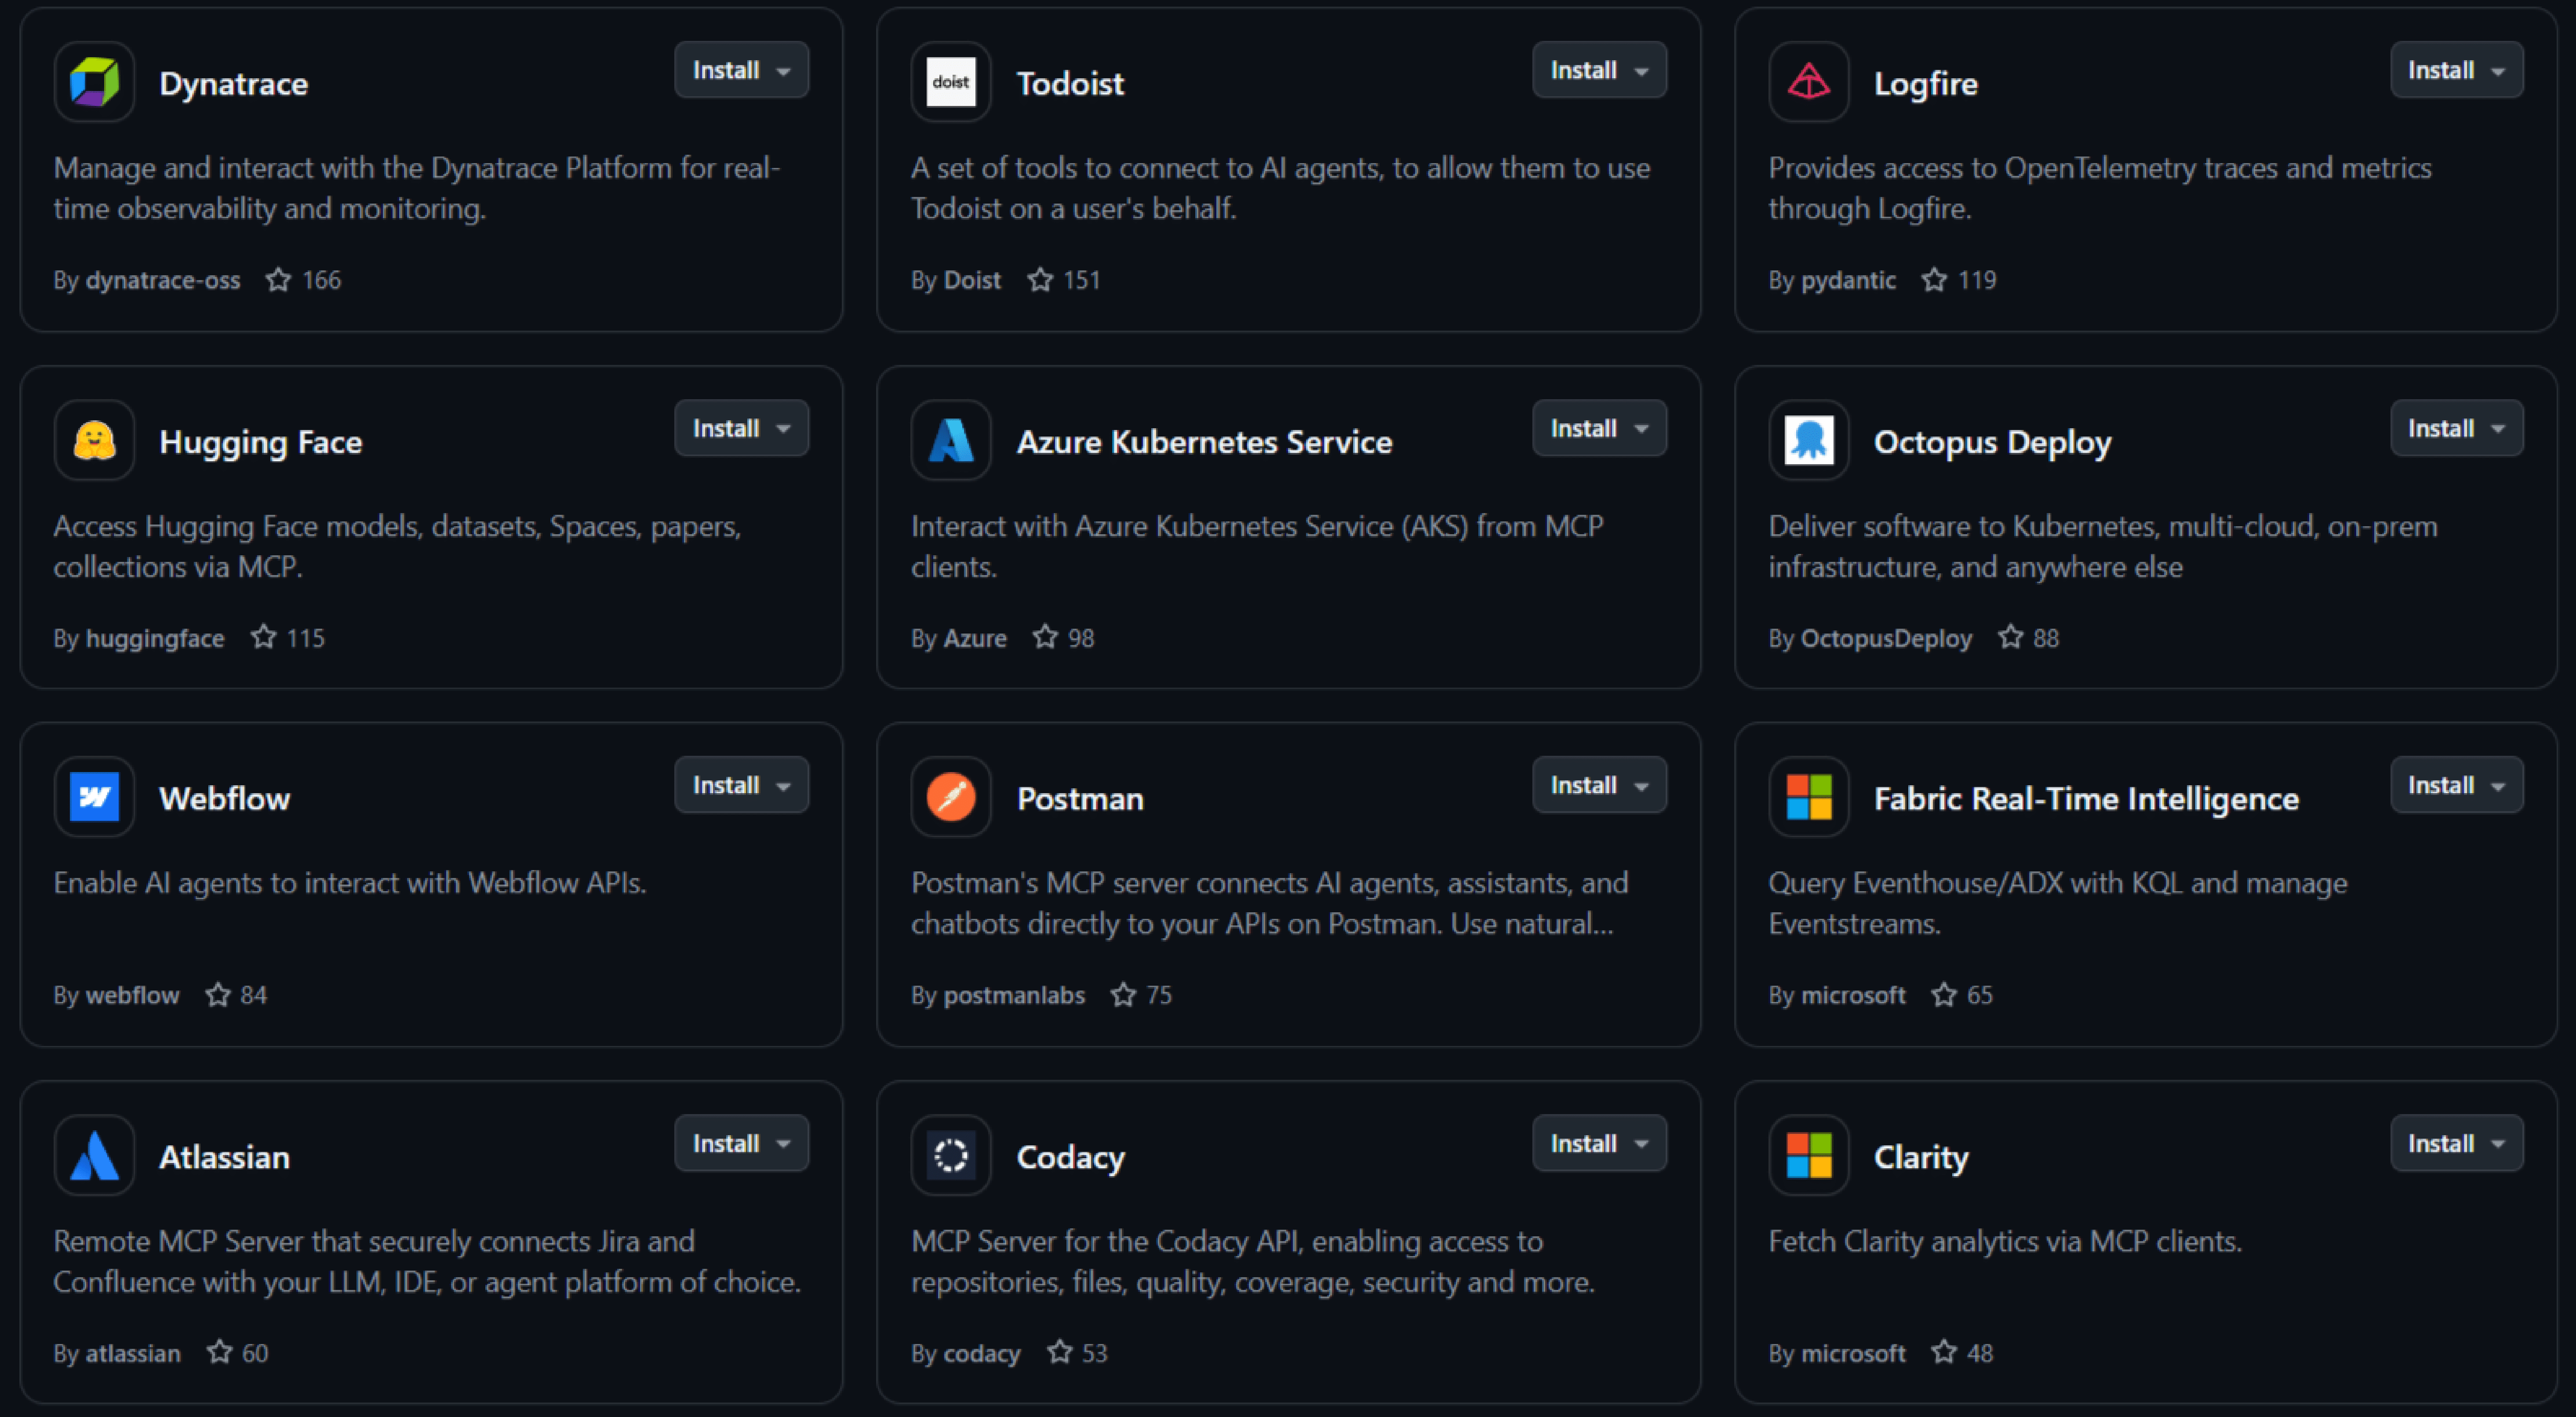 Dynatrace
Install
Manage and interact with the Dynatrace Platform for real-
time observability and monitoring.
By dynatrace-oss 166
doist
Todoist
Install
A set of tools to connect to AI agents, to allow them to use
Todoist on a user's behalf.
By Doist 151
Logfire
Install
Provides access to OpenTelemetry traces and metrics
through Logfire.
By pydantic 119
Hugging Face
Install
Access Hugging Face models, datasets, Spaces, papers,
collections via MCP.
By huggingface 115
Azure Kubernetes Service
Install
Interact with Azure Kubernetes Service (AKS) from MCP
clients.
By Azure 98
Octopus Deploy
Install
Deliver software to Kubernetes, multi-cloud, on-prem
infrastructure, and anywhere else
By OctopusDeploy 88
Webflow
Install
Enable AI agents to interact with Webflow APIs.
By webflow 84
Postman
Install
Postman's MCP server connects AI agents, assistants, and
chatbots directly to your APIs on Postman. Use natural...
By postmanlabs 75
Fabric Real-Time Intelligence
Install
Query Eventhouse/ADX with KQL and manage
Eventstreams.
By microsoft 65
Atlassian
Install
Remote MCP Server that securely connects Jira and
Confluence with your LLM, IDE, or agent platform of choice.
By atlassian 60
Codacy
Install
MCP Server for the Codacy API, enabling access to
repositories, files, quality, coverage, security and more.
By codacy 53
Clarity
Install
Fetch Clarity analytics via MCP clients.
By microsoft 48